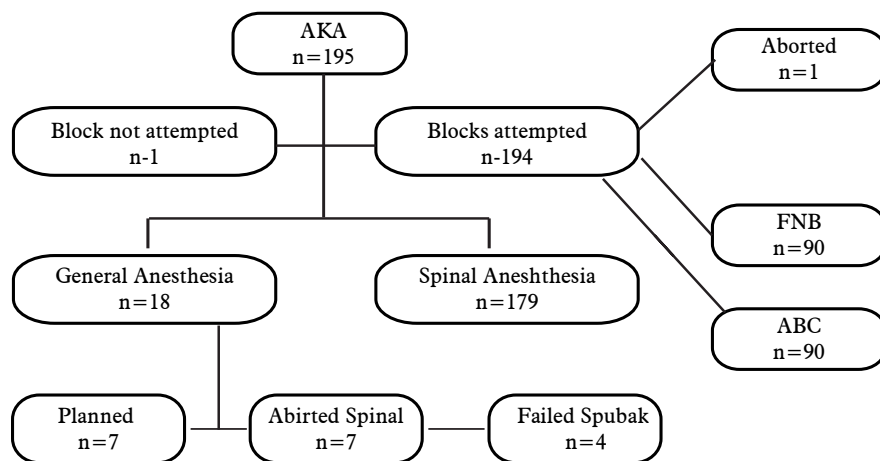 AKA
n=195
Aborted
n=1
Block not attempted
n-1
Blocks attempted
n-194
FNB
n=90
General Anesthesia
n=18
Spinal Aneshthesia
n=179
ABC
n=90
Planned
n=7
Abirted Spinal
n=7
Failed Spubak
n=4